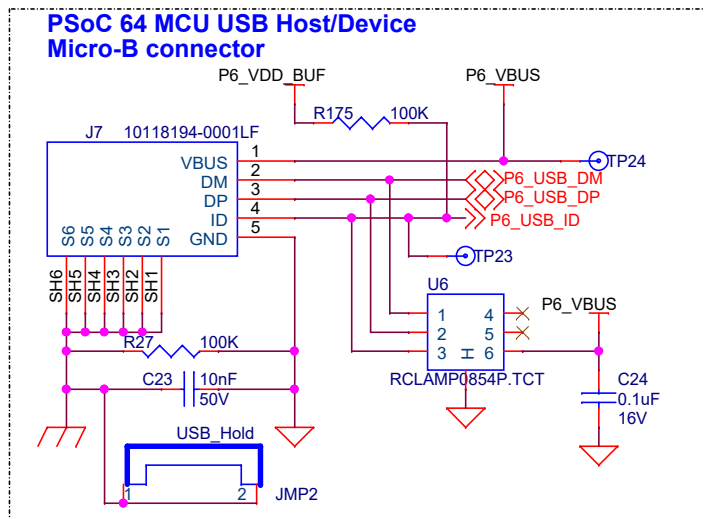 PSoC 64 MCU USB Host/Device
Micro-B connector
P6_VDD_BUF
P6_VBUS
R175
100K
J7
10118194-0001LF
VBUS
1
TP24
DM
2
P6_USB_DM
DP
3
P6_USB_DP
ID
4
P6_USB_ID
GND
5
S6
S5
S4
S3
S2
S1
TP23
SH6
SH5
SH4
SH3
SH2
SH1
U6
P6_VBUS
1
4
2
5
3
H
6
R27
100K
RCLAMP0854P.TCT
C23
10nF
50V
C24
0.1uF
16V
USB_Hold
1
2
JMP2